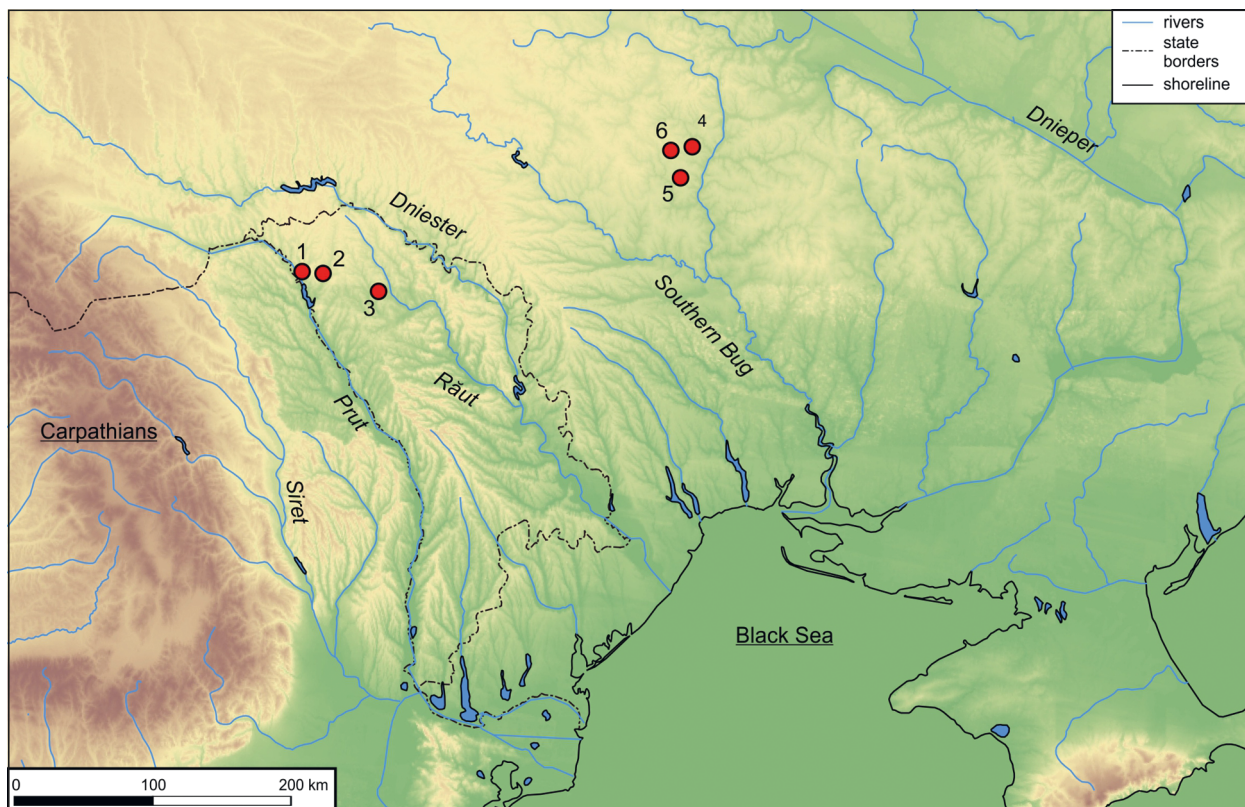 rivers
state
borders
shoreline
Dnieper
6
4
5
Dniester
1
2
3
Southern Bug
Răut
Prut
Carpathians
Siret
Black Sea
0
100
200 km